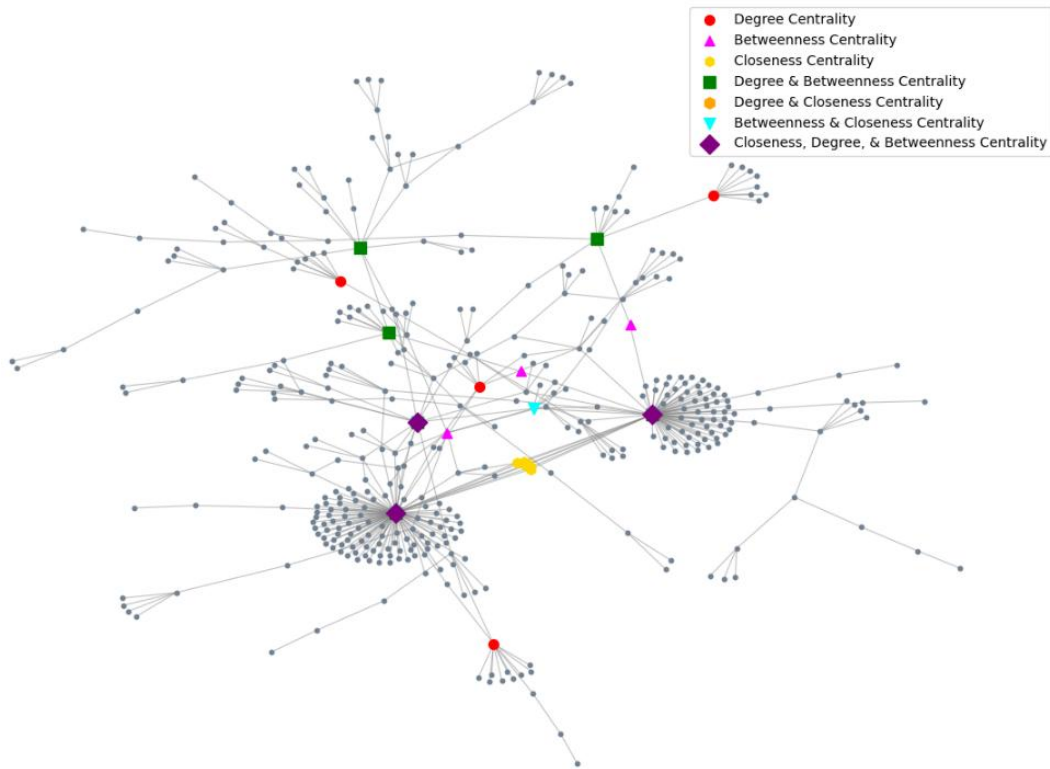 Degree Centrality
Betweenness Centrality
Closeness Centrality
Degree & Betweenness Centrality
Degree & Closeness Centrality
Betweenness & Closeness Centrality
Closeness, Degree, & Betweenness Centrality